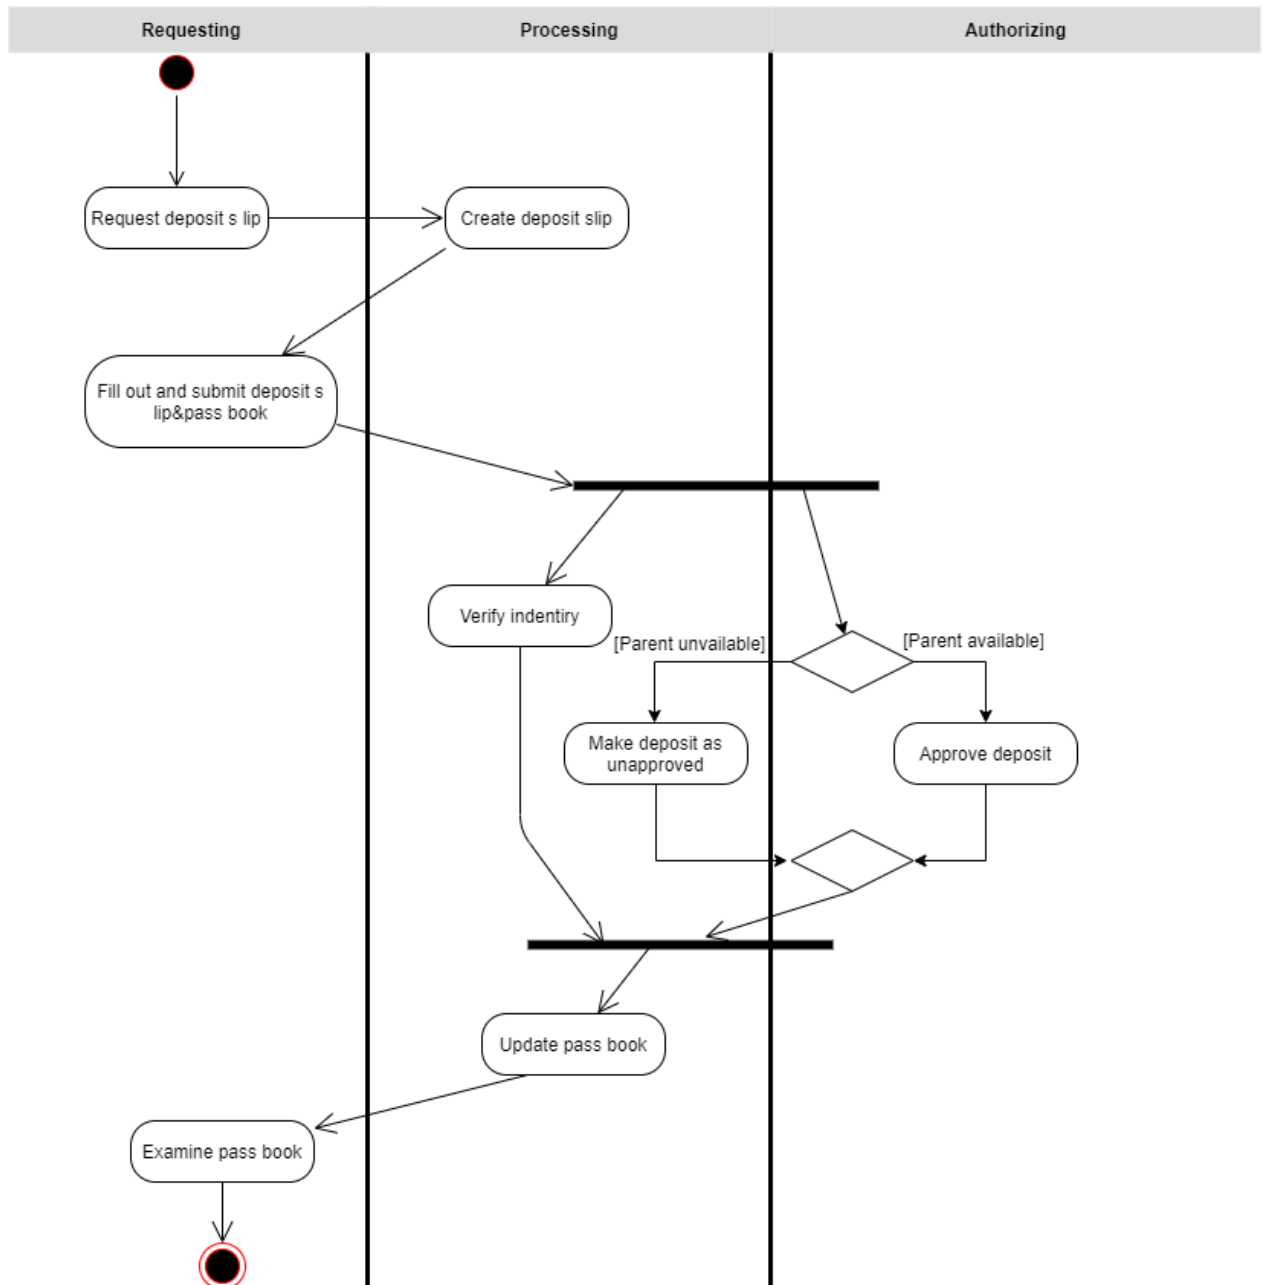 Requesting
Processing
Authorizing
Request deposit s lip
Create deposit slip
Fill out and submit deposit s
lip&pass book
Verify indentiry
[Parent unvailable]
[Parent available]
Make deposit as
unapproved
Approve deposit
Update pass book
Examine pass book